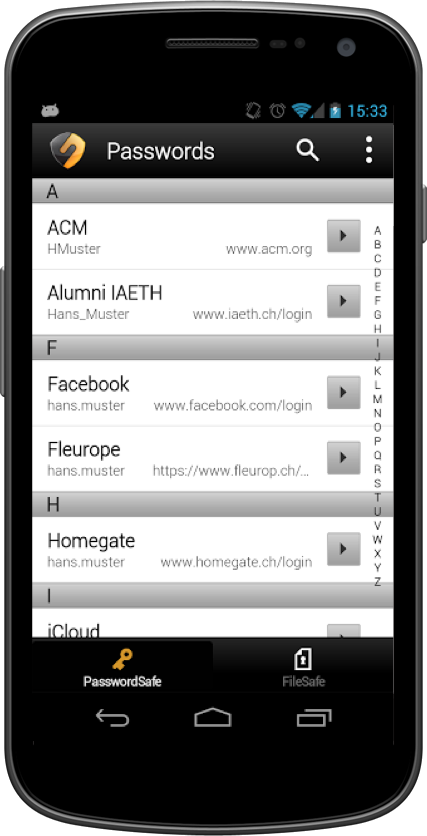 15:33
Passwords
A
ACM
HMuster www.acm.org
Alumni IAETH
Hans_Muster www.iaeth.ch/login
F
Facebook
hans.muster www.facebook.com/login
Fleurope
hans.muster https://www.fleurop.ch/...
H
Homegate
hans.muster www.homegate.ch/login
I
iCloud
A
B
C
D
E
F
G
H
I
J
K
L
M
N
O
P
Q
R
S
T
U
V
W
X
Y
Z
PasswordSafe FileSafe